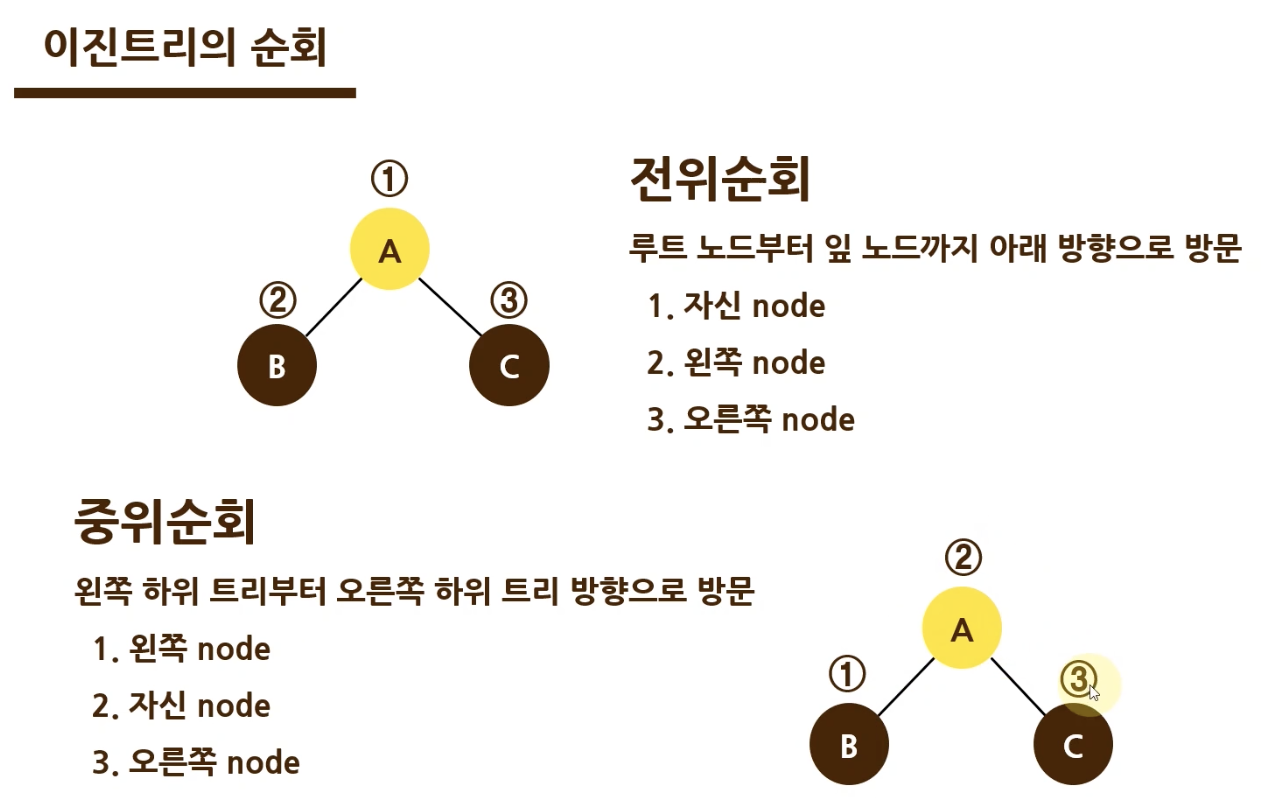 이진트리의 순회
①
A
②
③
B
C
전위순회
루트 노드부터 잎 노드까지 아래 방향으로 방문
1. 자신 node
2. 왼쪽 node
3. 오른쪽 node
중위순회
왼쪽 하위 트리부터 오른쪽 하위 트리 방향으로 방문
1. 왼쪽 node
2. 자신 node
3. 오른쪽 node
②
A
①
③
B
C